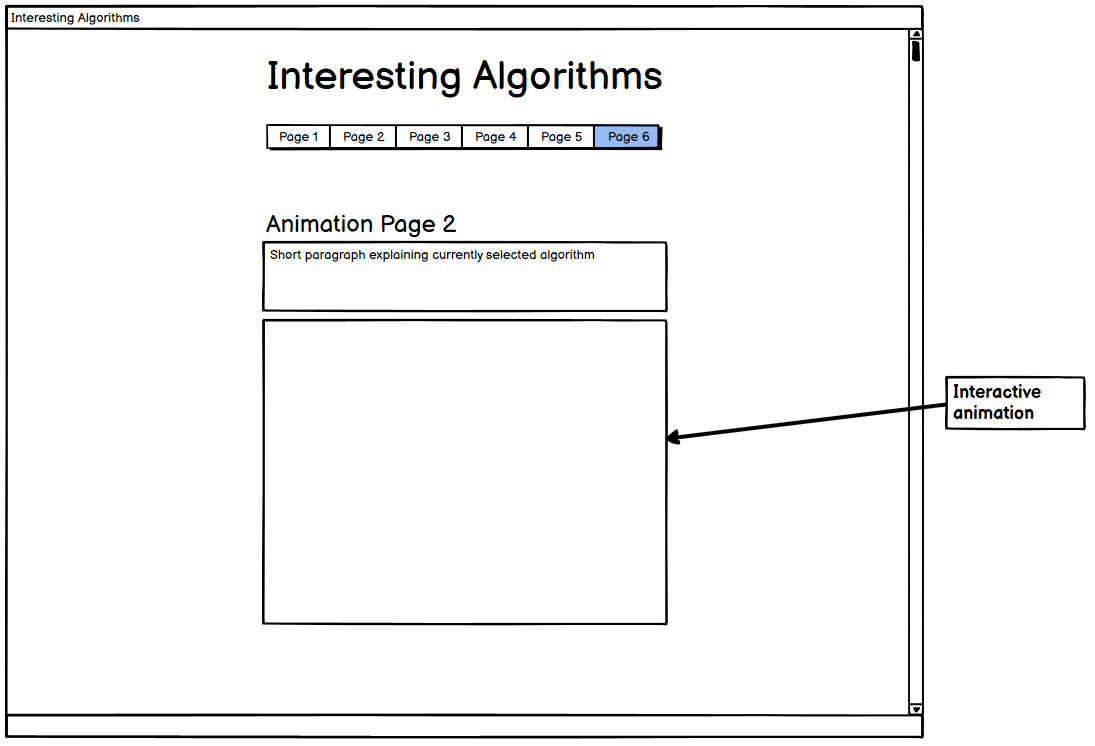 Interesting Algorithms
Interesting Algorithms
Page 1 Page 2 Page 3 Page 4 Page 5 Page 6
Animation Page 2
Short paragraph explaining currently selected algorithm
Interactive
animation